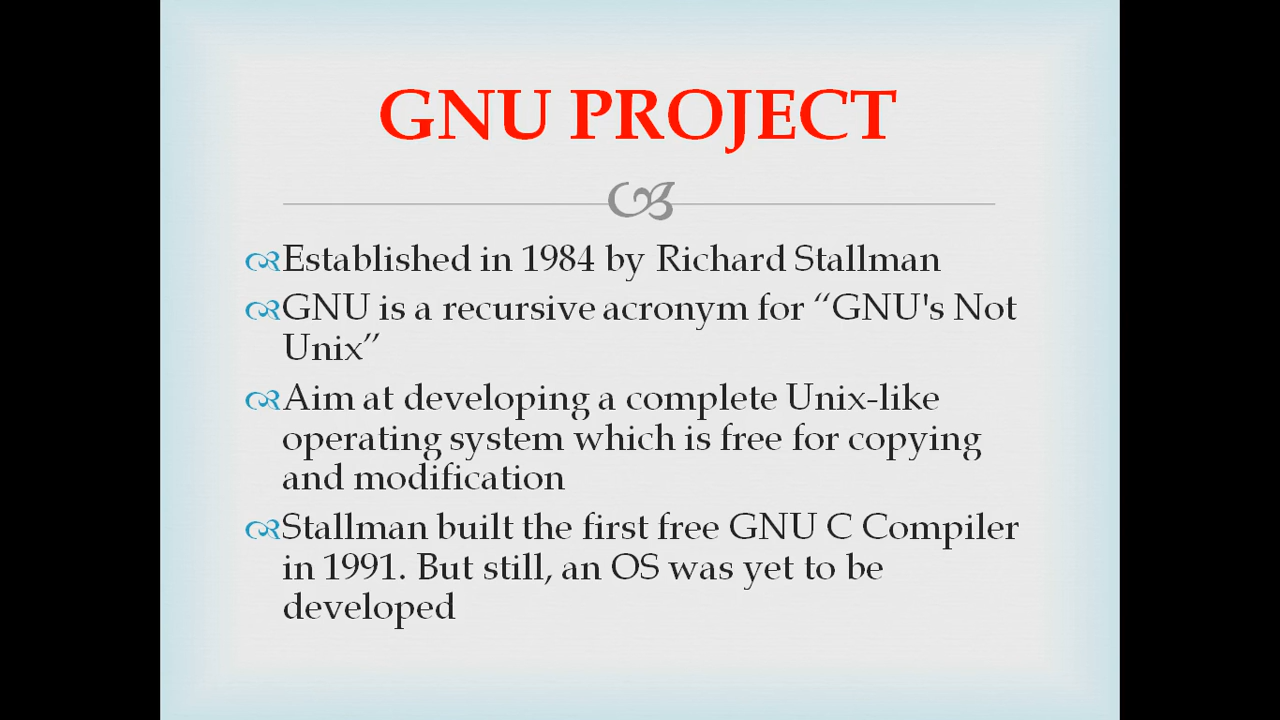 GNU PROJECT
Established in 1984 by Richard Stallman
GNU is a recursive acronym for “GNU's Not
Unix”
Aim at developing a complete Unix-like
operating system which is free for copying
and modification
Stallman built the first free GNU C Compiler
in 1991. But still, an OS was yet to be
developed